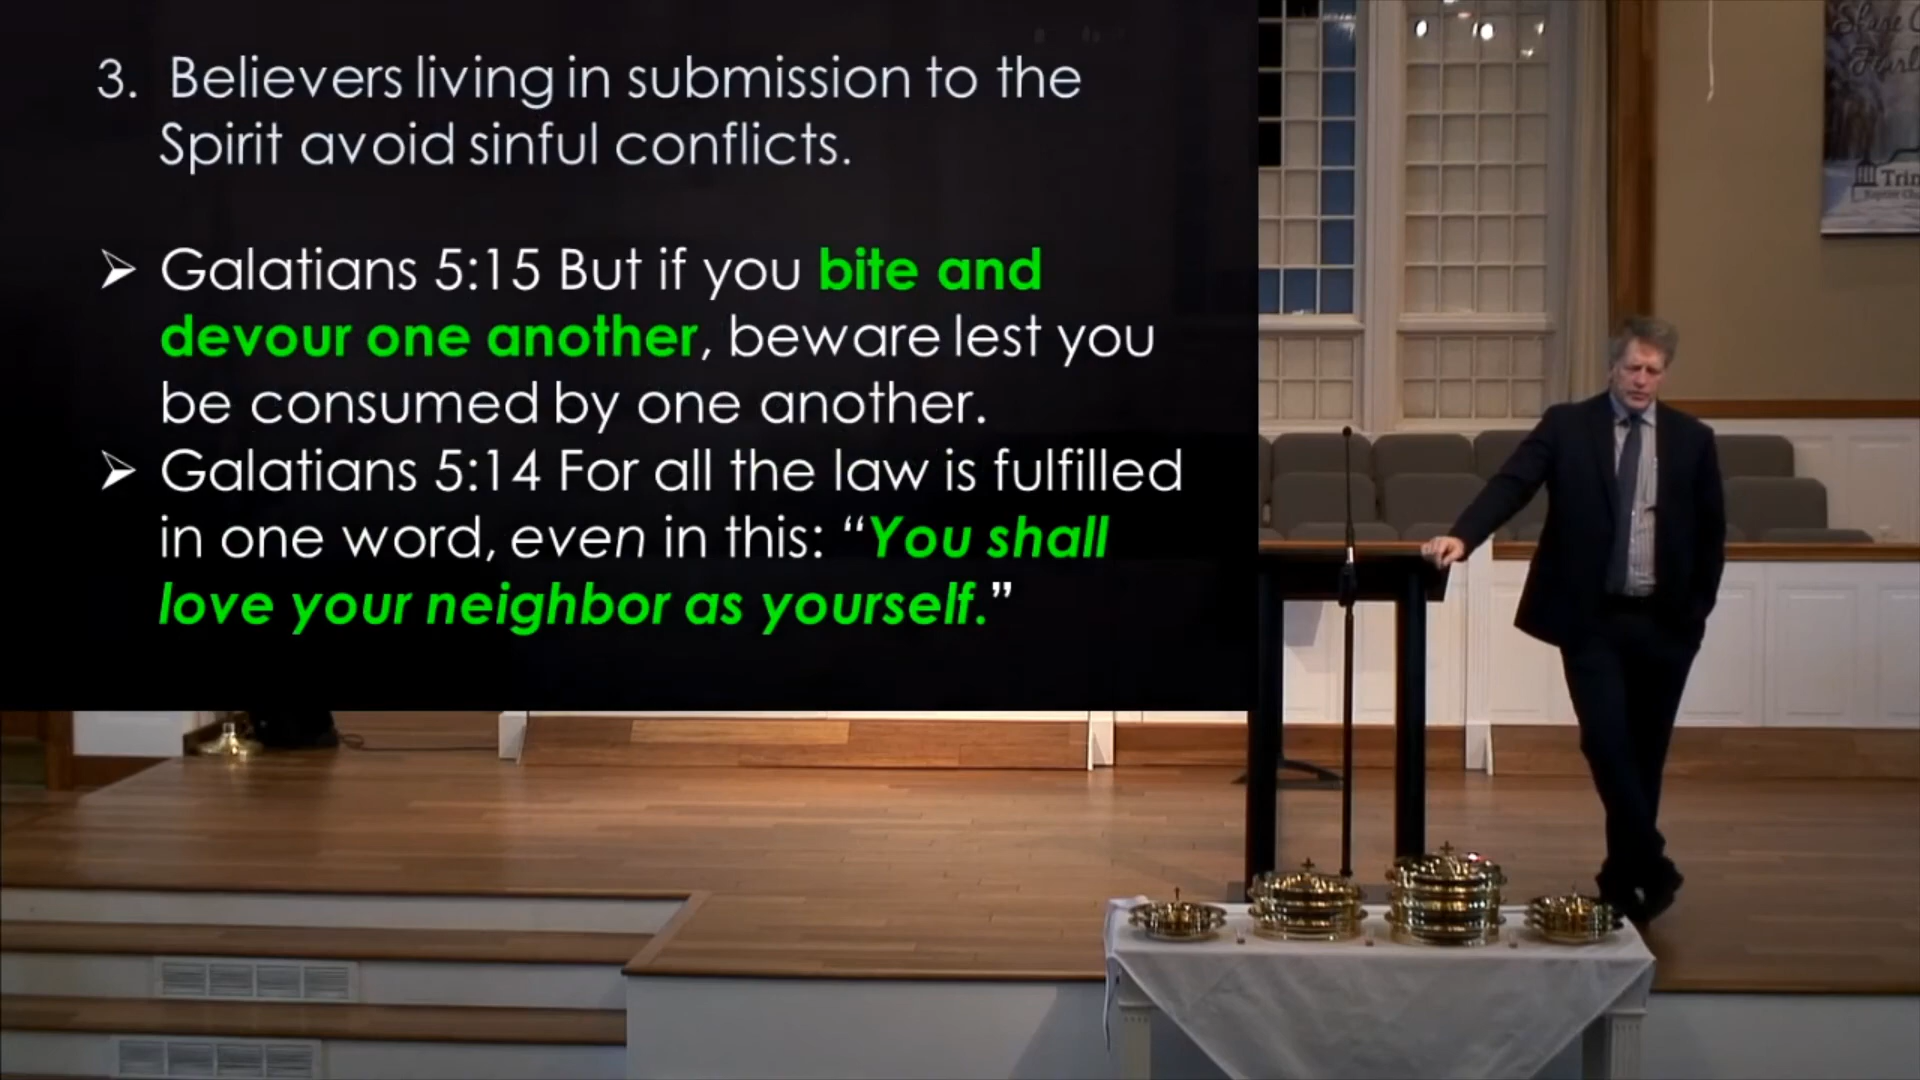 3. Believers living in submission to the
Spirit avoid sinful conflicts.
➢ Galatians 5:15 But if you bite and
devour one another, beware lest you
be consumed by one another.
➢ Galatians 5:14 For all the law is fulfilled
in one word, even in this: “You shall
love your neighbor as yourself.”